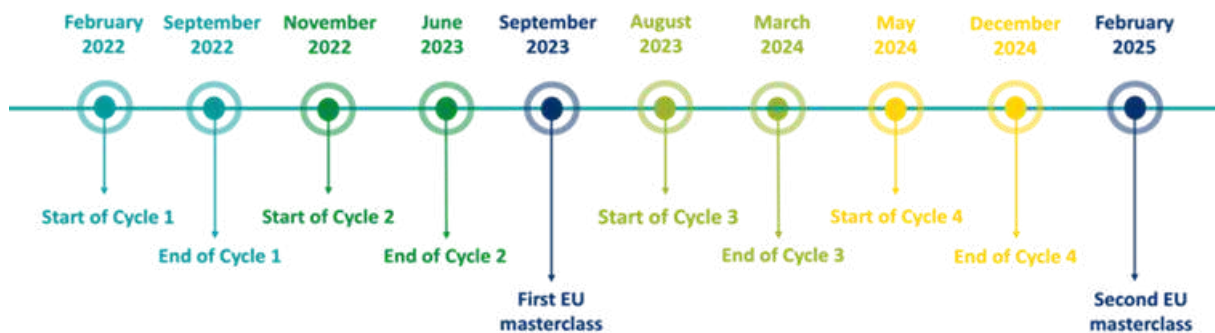 February
2022
September
2022
November
2022
June
2023
September
2023
August
2023
March
2024
May
2024
December
2024
February
2025
Start of Cycle 1
End of Cycle 1
Start of Cycle 2
End of Cycle 2
First EU
masterclass
Start of Cycle 3
End of Cycle 3
Start of Cycle 4
End of Cycle 4
Second EU
masterclass